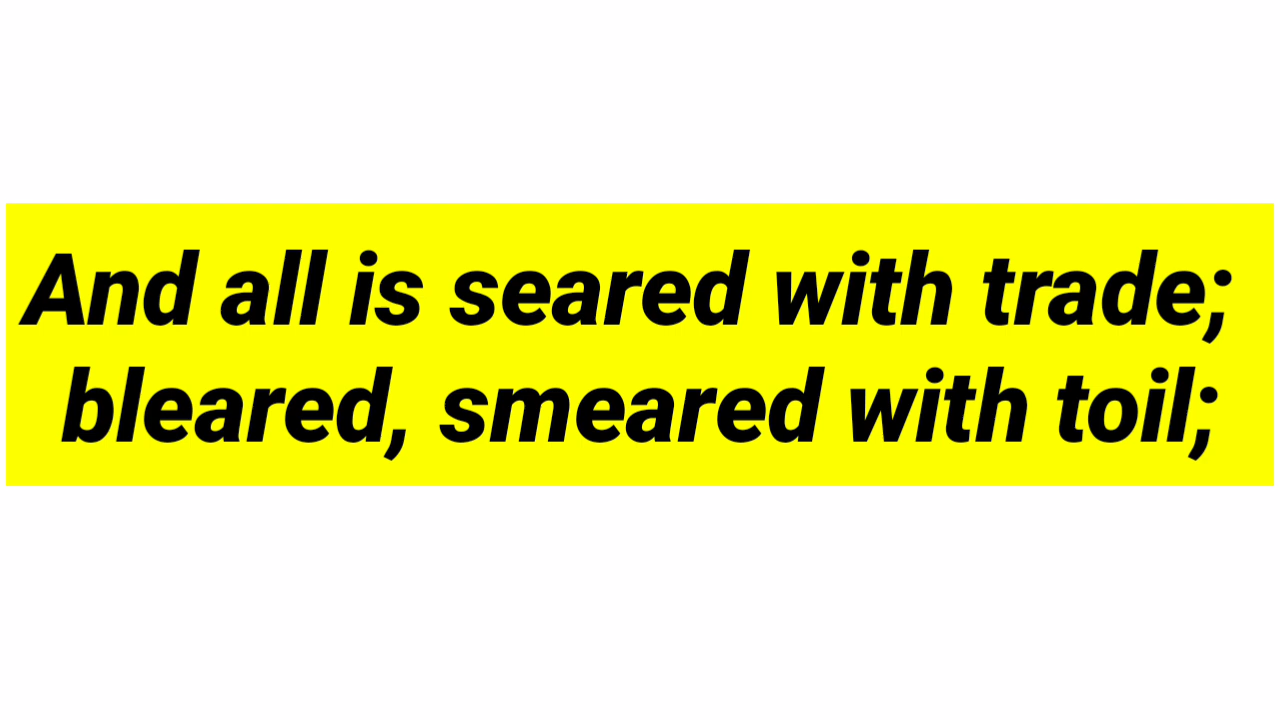 And all is seared with trade;
bleared, smeared with toil;